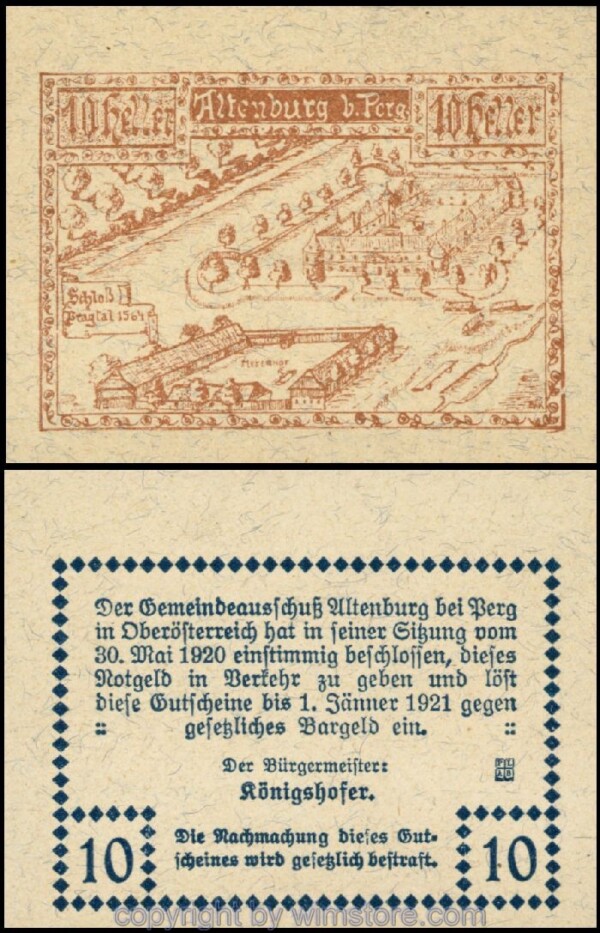 10 Heller
Altenburg b. Perg.
10 Heller
Schloß
Pragtal 1564
MEIERHOF
Der Gemeindeausschuß Altenburg bei Perg
in Oberösterreich hat in seiner Sitzung vom
30. Mai 1920 einstimmig beschlossen, dieses
Notgeld in Verkehr zu geben und löst
diese Gutscheine bis 1. Jänner 1921 gegen
:: gesetzliches Bargeld ein. ::
Der Bürgermeister:
Königshofer.
Die Nachmachung dieses Gut-
scheines wird gesetzlich bestraft.
10
10
copyright by wimstore.com